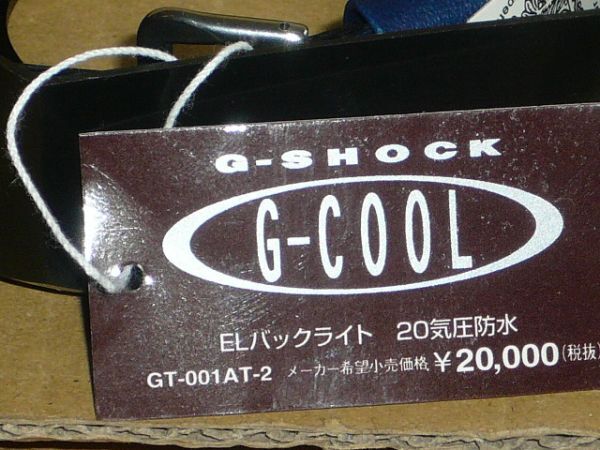 G-SHOCK
G-COOL
ELバックライト 20気圧防水
GT-001AT-2 メーカー希望小売価格 ¥20,000(税抜)